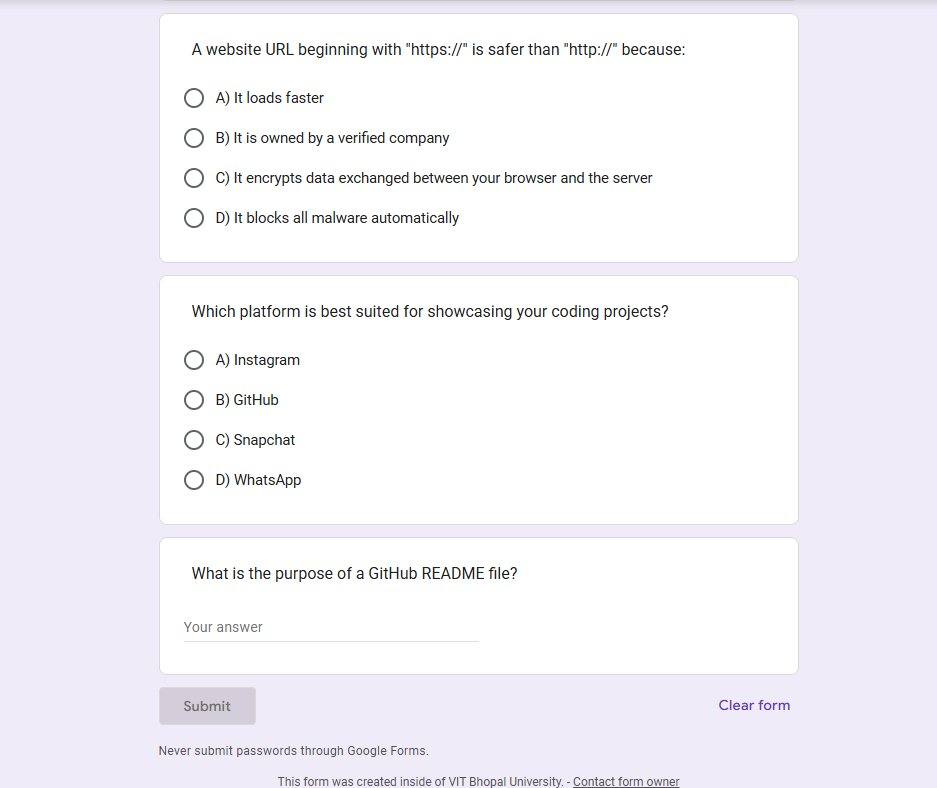 A website URL beginning with "https://" is safer than "http://" because:
A) It loads faster
B) It is owned by a verified company
C) It encrypts data exchanged between your browser and the server
D) It blocks all malware automatically
Which platform is best suited for showcasing your coding projects?
A) Instagram
B) GitHub
C) Snapchat
D) WhatsApp
What is the purpose of a GitHub README file?
Your answer
Submit
Clear form
Never submit passwords through Google Forms.
This form was created inside of VIT Bhopal University. - Contact form owner